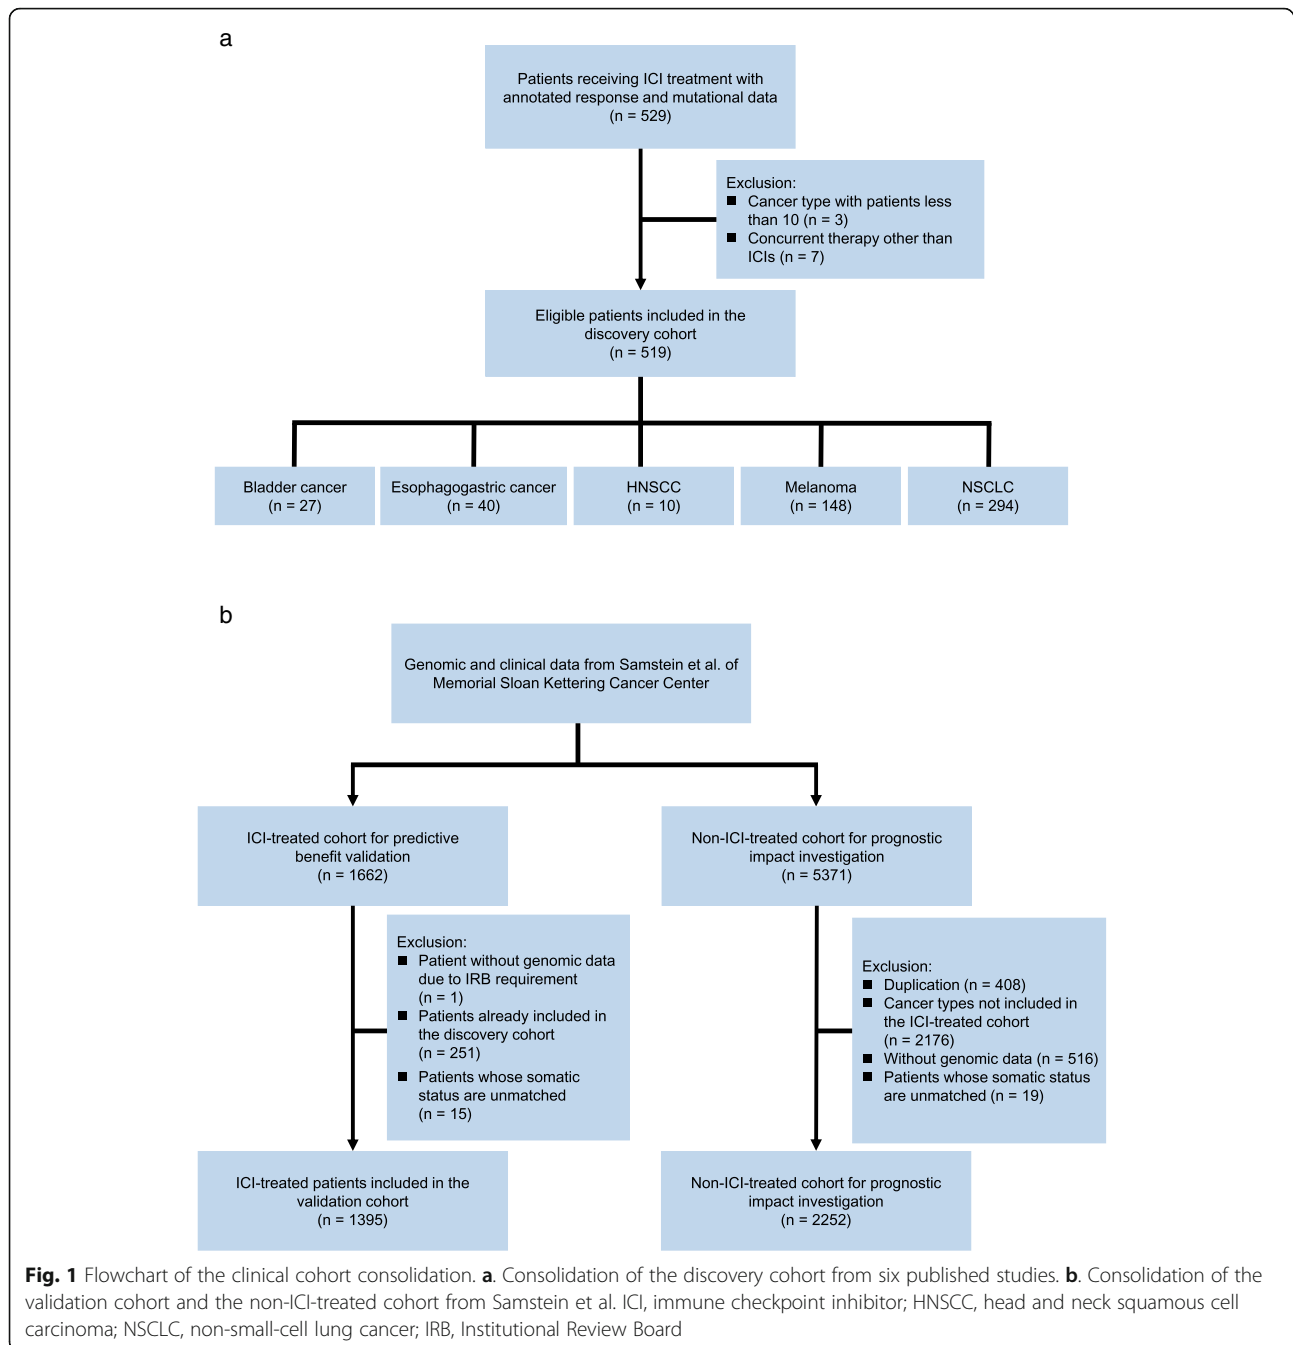 a
Patients receiving ICI treatment with
annotated response and mutational data
(n = 529)
Exclusion:
■ Cancer type with patients less
than 10 (n = 3)
■ Concurrent therapy other than
ICIs (n = 7)
Eligible patients included in the
discovery cohort
(n = 519)
Bladder cancer
(n = 27)
Esophagogastric cancer
(n = 40)
HNSCC
(n = 10)
Melanoma
(n = 148)
NSCLC
(n = 294)
b
Genomic and clinical data from Samstein et al. of
Memorial Sloan Kettering Cancer Center
ICI-treated cohort for predictive
benefit validation
(n = 1662)
Non-ICI-treated cohort for prognostic
impact investigation
(n = 5371)
Exclusion:
■ Patient without genomic data
due to IRB requirement
(n = 1)
■ Patients already included in
the discovery cohort
(n = 251)
■ Patients whose somatic
status are unmatched
(n = 15)
Exclusion:
■ Duplication (n = 408)
■ Cancer types not included in
the ICI-treated cohort
(n = 2176)
■ Without genomic data (n = 516)
■ Patients whose somatic status
are unmatched (n = 19)
ICI-treated patients included in the
validation cohort
(n = 1395)
Non-ICI-treated cohort for prognostic
impact investigation
(n = 2252)
Fig. 1 Flowchart of the clinical cohort consolidation. a. Consolidation of the discovery cohort from six published studies. b. Consolidation of the
validation cohort and the non-ICI-treated cohort from Samstein et al. ICI, immune checkpoint inhibitor; HNSCC, head and neck squamous cell
carcinoma; NSCLC, non-small-cell lung cancer; IRB, Institutional Review Board